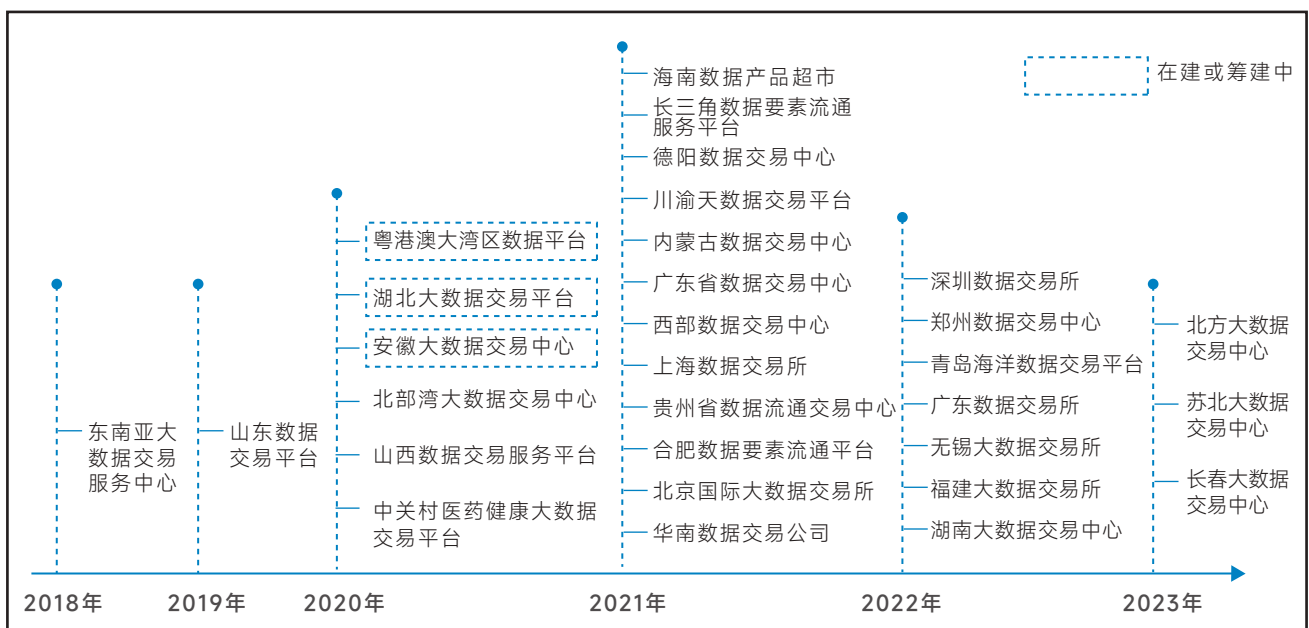 在建或筹建中
东南亚大
数据交易
服务中心
山东数据
交易平台
粤港澳大湾区数据平台
湖北大数据交易平台
安徽大数据交易中心
北部湾大数据交易中心
山西数据交易服务平台
中关村医药健康大数据
交易平台
海南数据产品超市
长三角数据要素流通
服务平台
德阳数据交易中心
川渝天数据交易平台
内蒙古数据交易中心
广东省数据交易中心
西部数据交易中心
上海数据交易所
贵州省数据流通交易中心
合肥数据要素流通平台
北京国际大数据交易所
华南数据交易公司
深圳数据交易所
郑州数据交易中心
青岛海洋数据交易平台
广东数据交易所
无锡大数据交易所
福建大数据交易所
湖南大数据交易中心
北方大数据
交易中心
苏北大数据
交易中心
长春大数据
交易中心
2018年
2019年
2020年
2021年
2022年
2023年